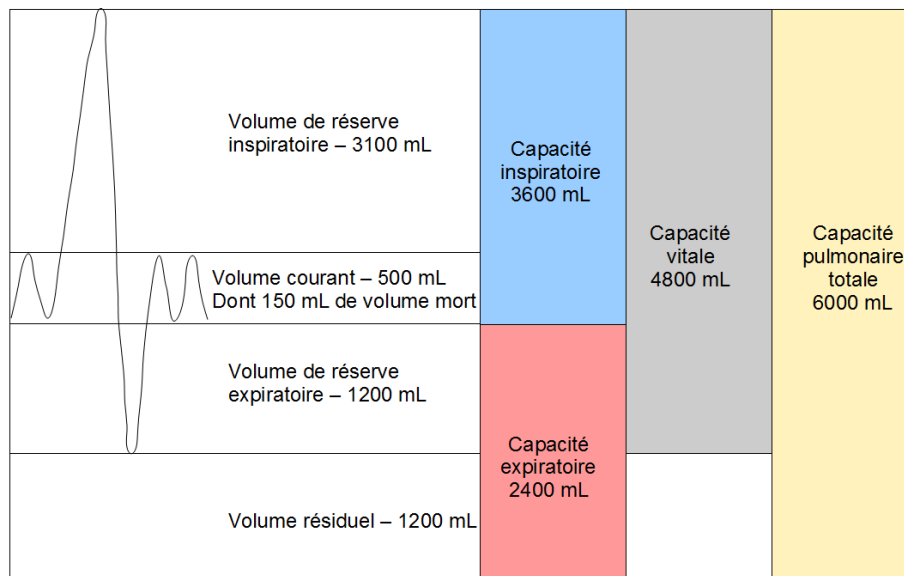 Volume de réserve
inspiratoire – 3100 mL
Capacité
inspiratoire
3600 mL
Capacité
vitale
4800 mL
Capacité
pulmonaire
totale
6000 mL
Volume courant – 500 mL
Dont 150 mL de volume mort
Volume de réserve
expiratoire – 1200 mL
Capacité
expiratoire
2400 mL
Volume résiduel – 1200 mL